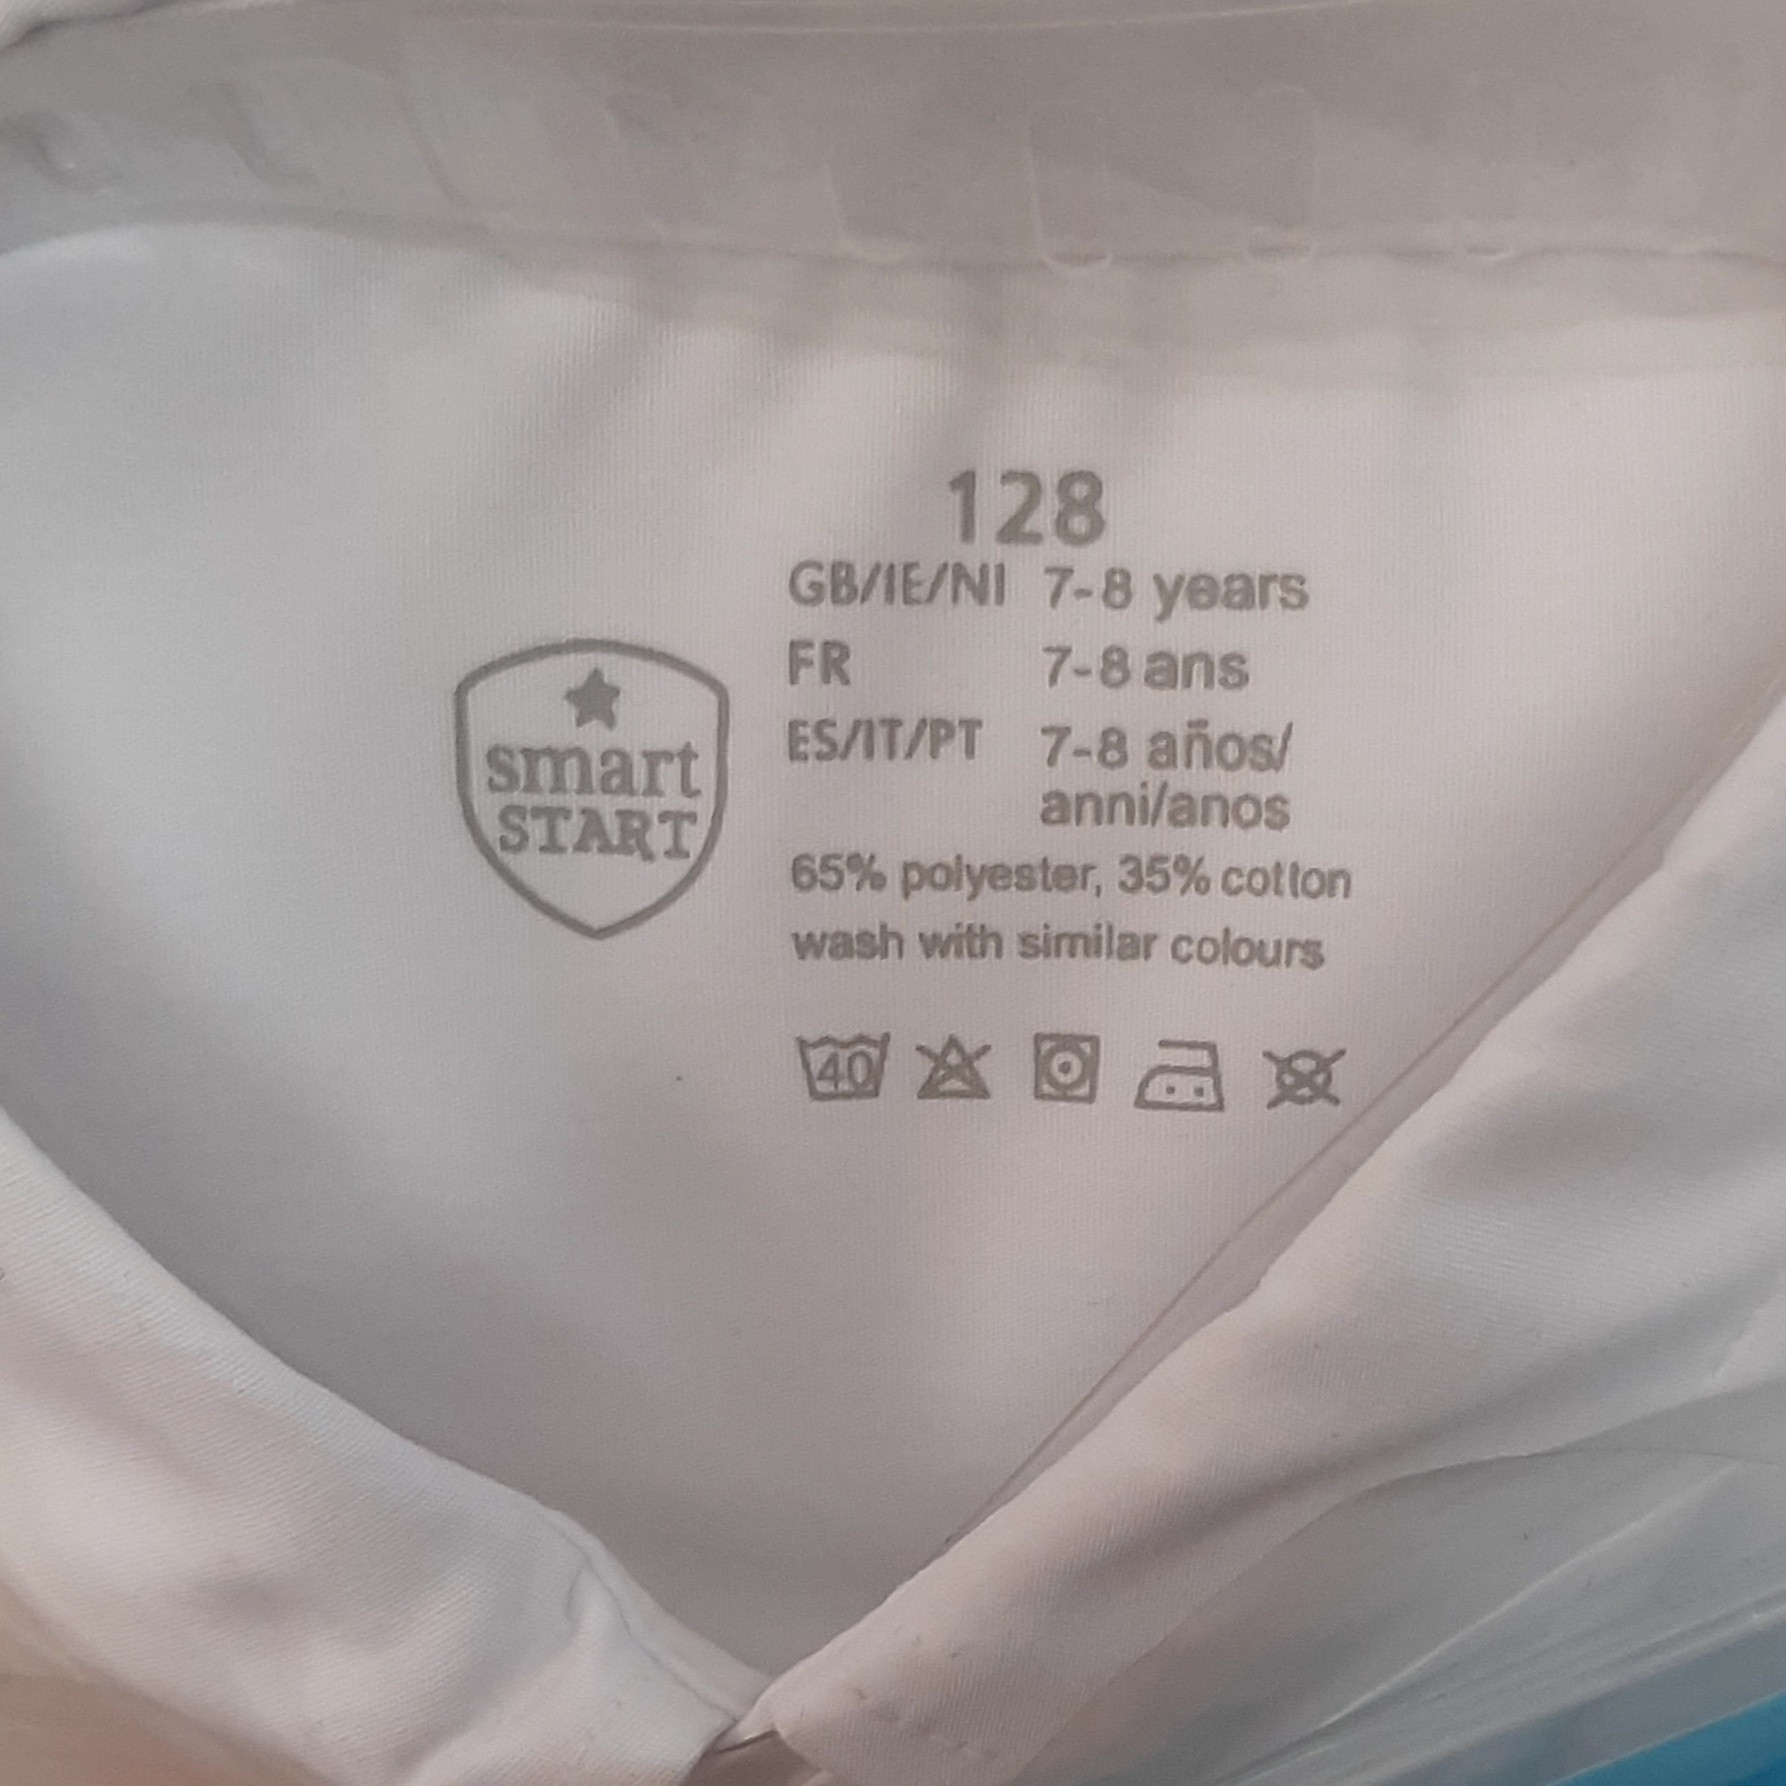 128
GB/IE/NI 7-8 years
FR 7-8 ans
ES/IT/PT 7-8 años/
anni/anos
smart
START
65% polyester, 35% cotton
wash with similar colours
40